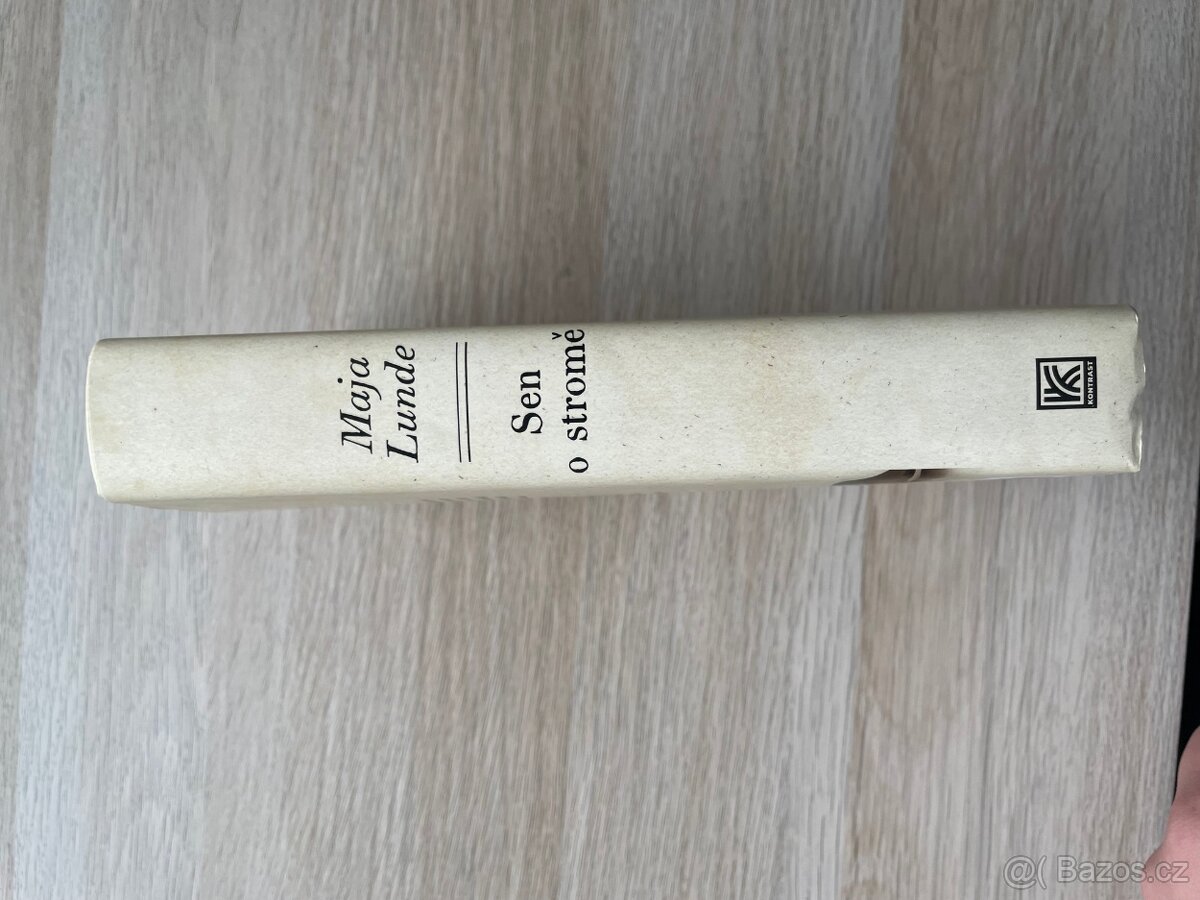 Maja
Lunde
Sen
o stromě
KONTRAST
@( Bazos.cz